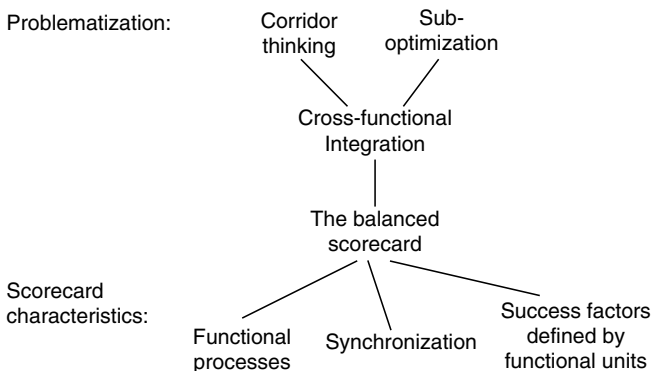 Problematization:
Corridor
thinking
Sub-
optimization
Cross-functional
Integration
The balanced
scorecard
Scorecard
characteristics:
Functional
processes
Synchronization
Success factors
defined by
functional units